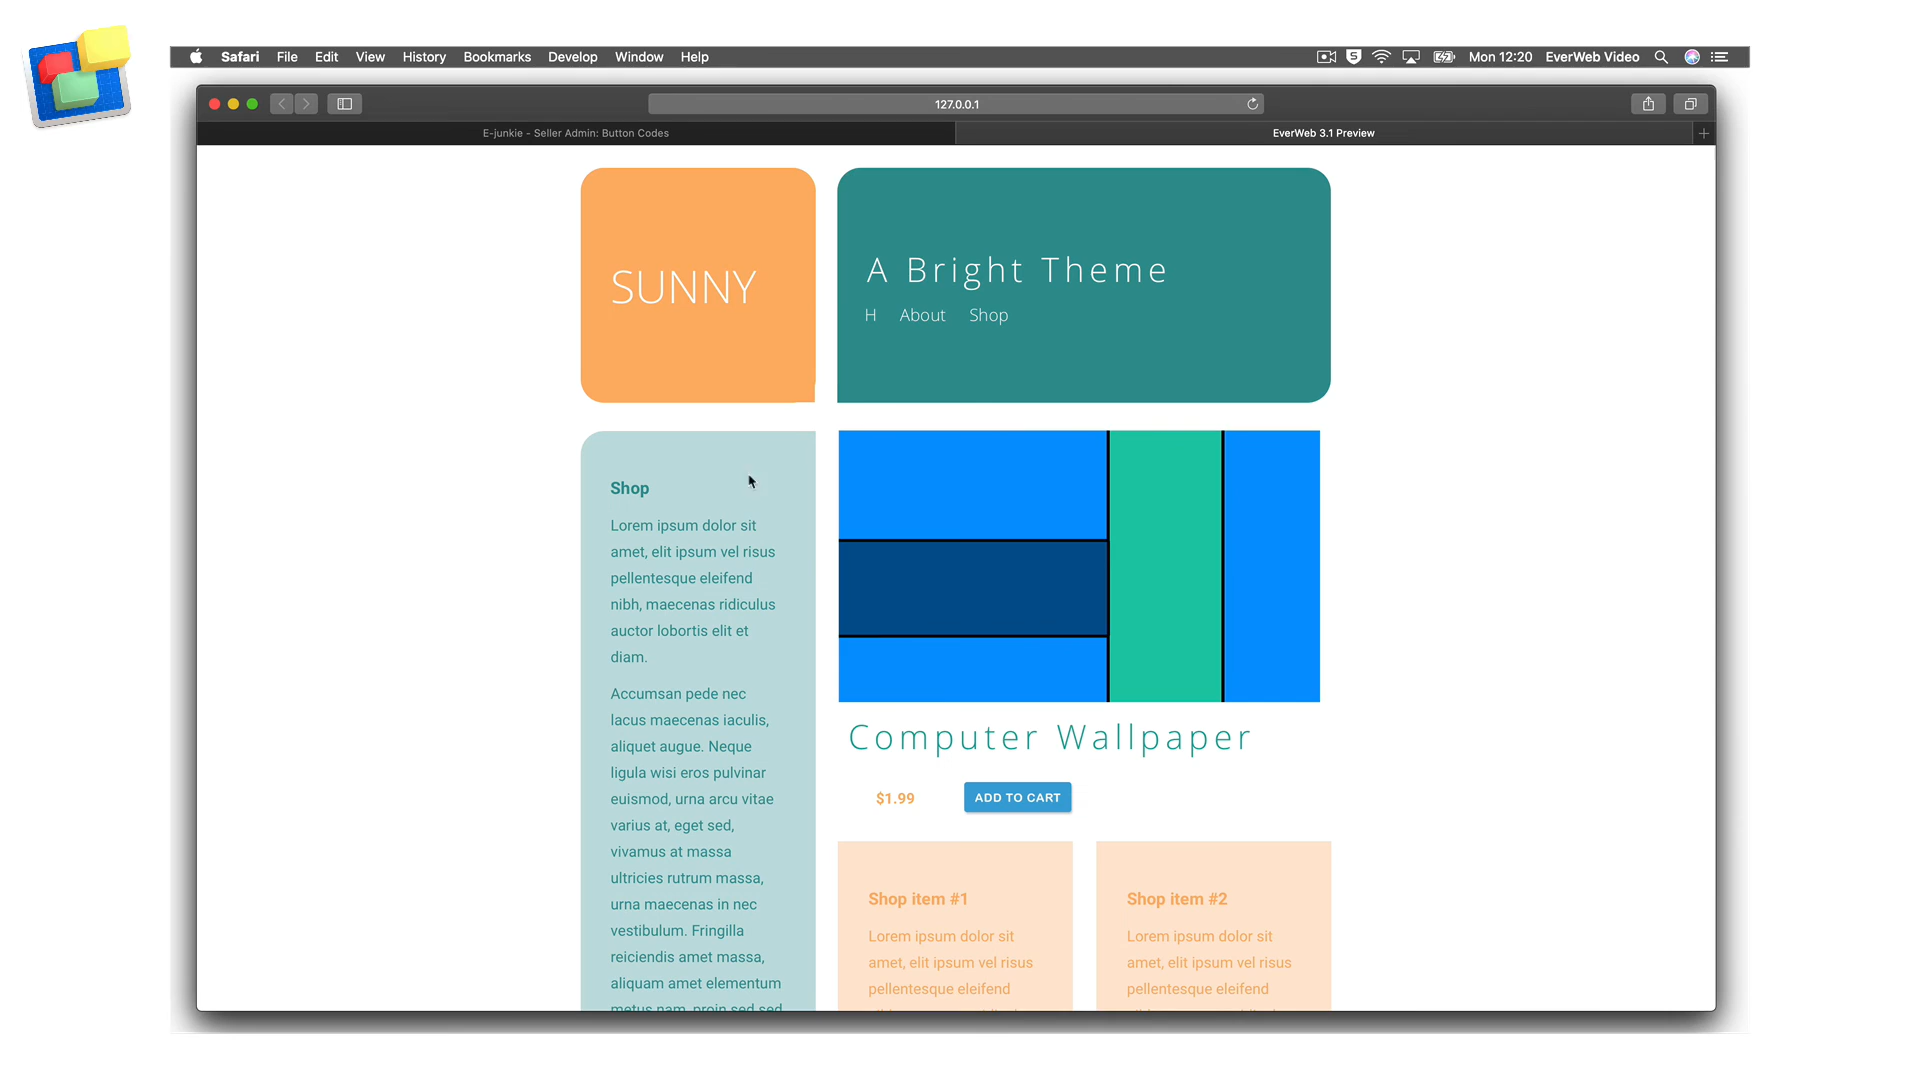 Safari File Edit View History Bookmarks Develop Window Help
Mon 12:20 EverWeb Video
127.0.0.1
E-junkie - Seller Admin: Button Codes
EverWeb 3.1 Preview
SUNNY
A Bright Theme
H About Shop
Shop
Lorem ipsum dolor sit
amet, elit ipsum vel risus
pellentesque eleifend
nibh, maecenas ridiculus
auctor lobortis elit et
diam.
Accumsan pede nec
lacus maecenas iaculis,
aliquet augue. Neque
ligula wisi eros pulvinar
euismod, urna arcu vitae
varius at, eget sed,
vivamus at massa
ultricies rutrum massa,
urna maecenas in nec
vestibulum. Fringilla
reiciendis amet massa,
aliquam amet elementum
metus nam, proin sed sed
Computer Wallpaper
$1.99
ADD TO CART
Shop item #1
Lorem ipsum dolor sit
amet, elit ipsum vel risus
pellentesque eleifend
Shop item #2
Lorem ipsum dolor sit
amet, elit ipsum vel risus
pellentesque eleifend